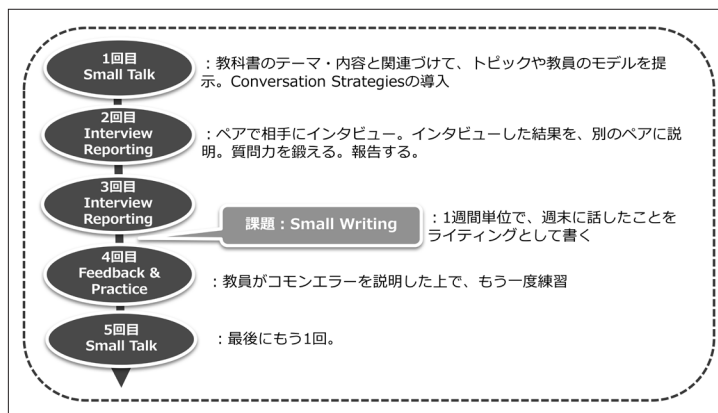 1回目
Small Talk
：教科書のテーマ・内容と関連づけて、トピックや教員のモデルを提
示。Conversation Strategiesの導入
2回目
Interview
Reporting
：ペアで相手にインタビュー。インタビューした結果を、別のペアに説
明。質問力を鍛える。報告する。
3回目
Interview
Reporting
課題：Small Writing
：1週間単位で、週末に話したことを
ライティングとして書く
4回目
Feedback &
Practice
：教員がコモンエラーを説明した上で、もう一度練習
5回目
Small Talk
：最後にもう1回。